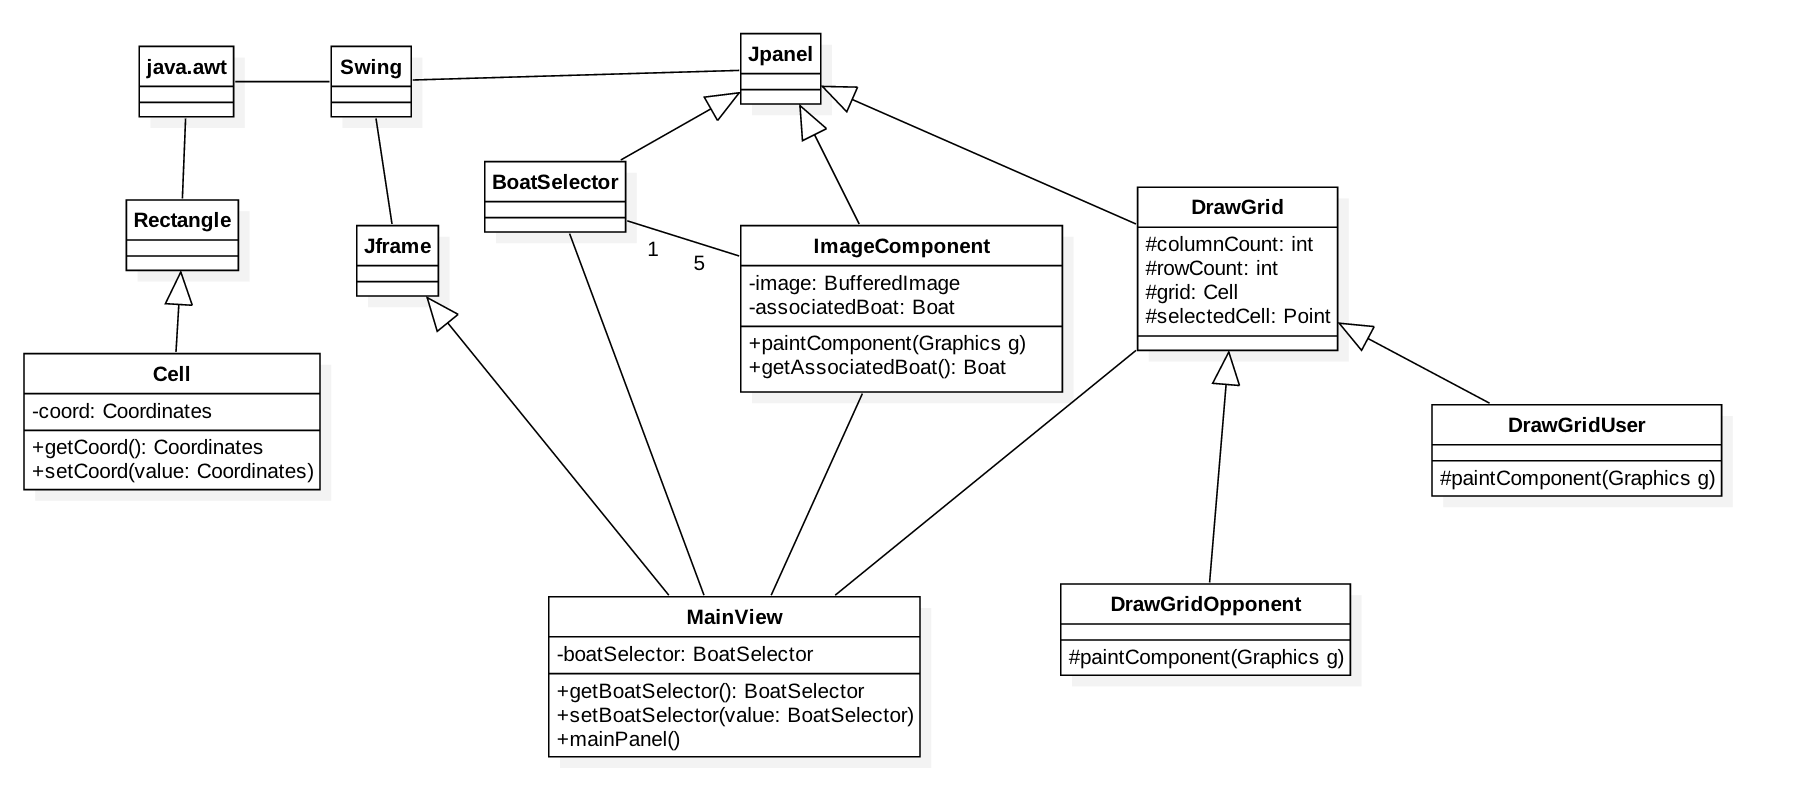 java.awt
Swing
Jpanel
BoatSelector
Rectangle
Jframe
1
5
ImageComponent
-image: BufferedImage
-associatedBoat: Boat
+paintComponent(Graphics g)
+getAssociatedBoat(): Boat
DrawGrid
#columnCount: int
#rowCount: int
#grid: Cell
#selectedCell: Point
Cell
-coord: Coordinates
+getCoord(): Coordinates
+setCoord(value: Coordinates)
DrawGridUser
#paintComponent(Graphics g)
MainView
-boatSelector: BoatSelector
+getBoatSelector(): BoatSelector
+setBoatSelector(value: BoatSelector)
+mainPanel()
DrawGridOpponent
#paintComponent(Graphics g)